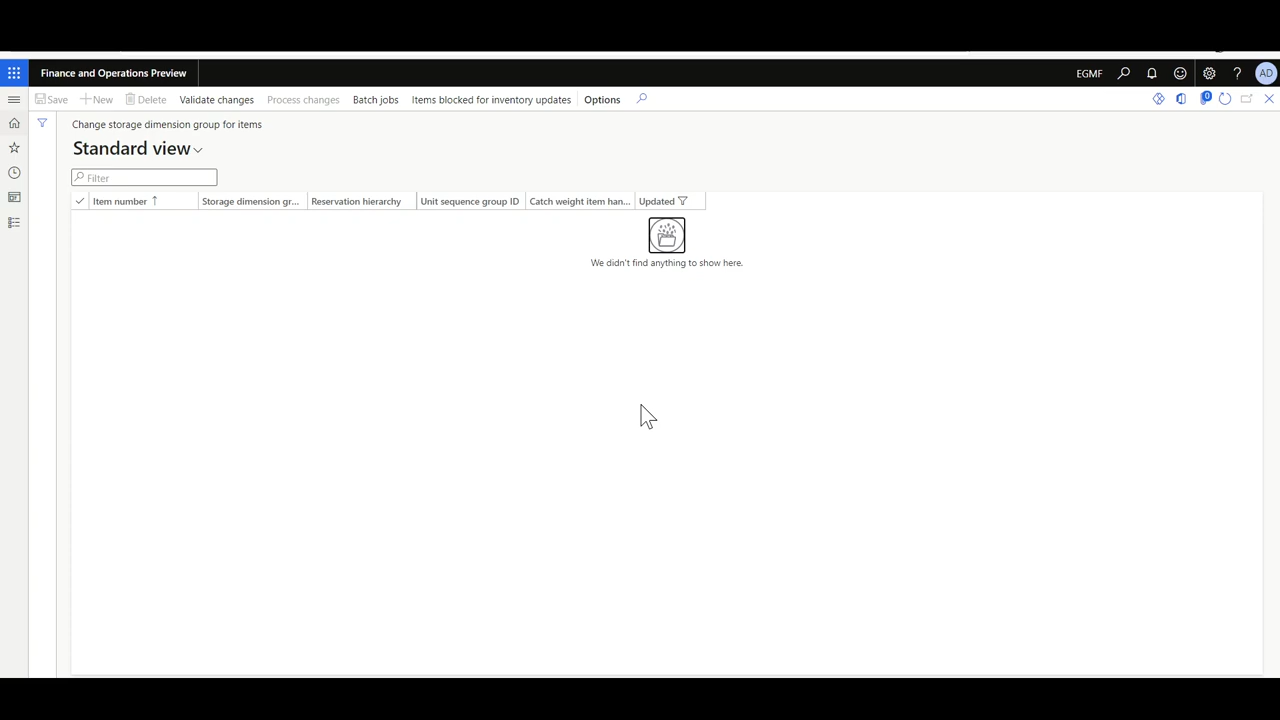 Finance and Operations Preview
EGMF
?
AD
Save
New
Delete
Validate changes
Process changes
Batch jobs
Items blocked for inventory updates
Options
0
Change storage dimension group for items
Standard view
Filter
Item number
Storage dimension gr...
Reservation hierarchy
Unit sequence group ID
Catch weight item han...
Updated
We didn't find anything to show here.